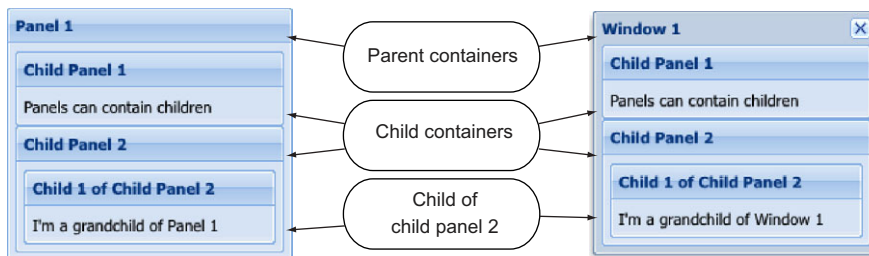 Panel 1
Child Panel 1
Panels can contain children
Child Panel 2
Child 1 of Child Panel 2
I'm a grandchild of Panel 1
Parent containers
Child containers
Child of
child panel 2
Window 1
Child Panel 1
Panels can contain children
Child Panel 2
Child 1 of Child Panel 2
I'm a grandchild of Window 1